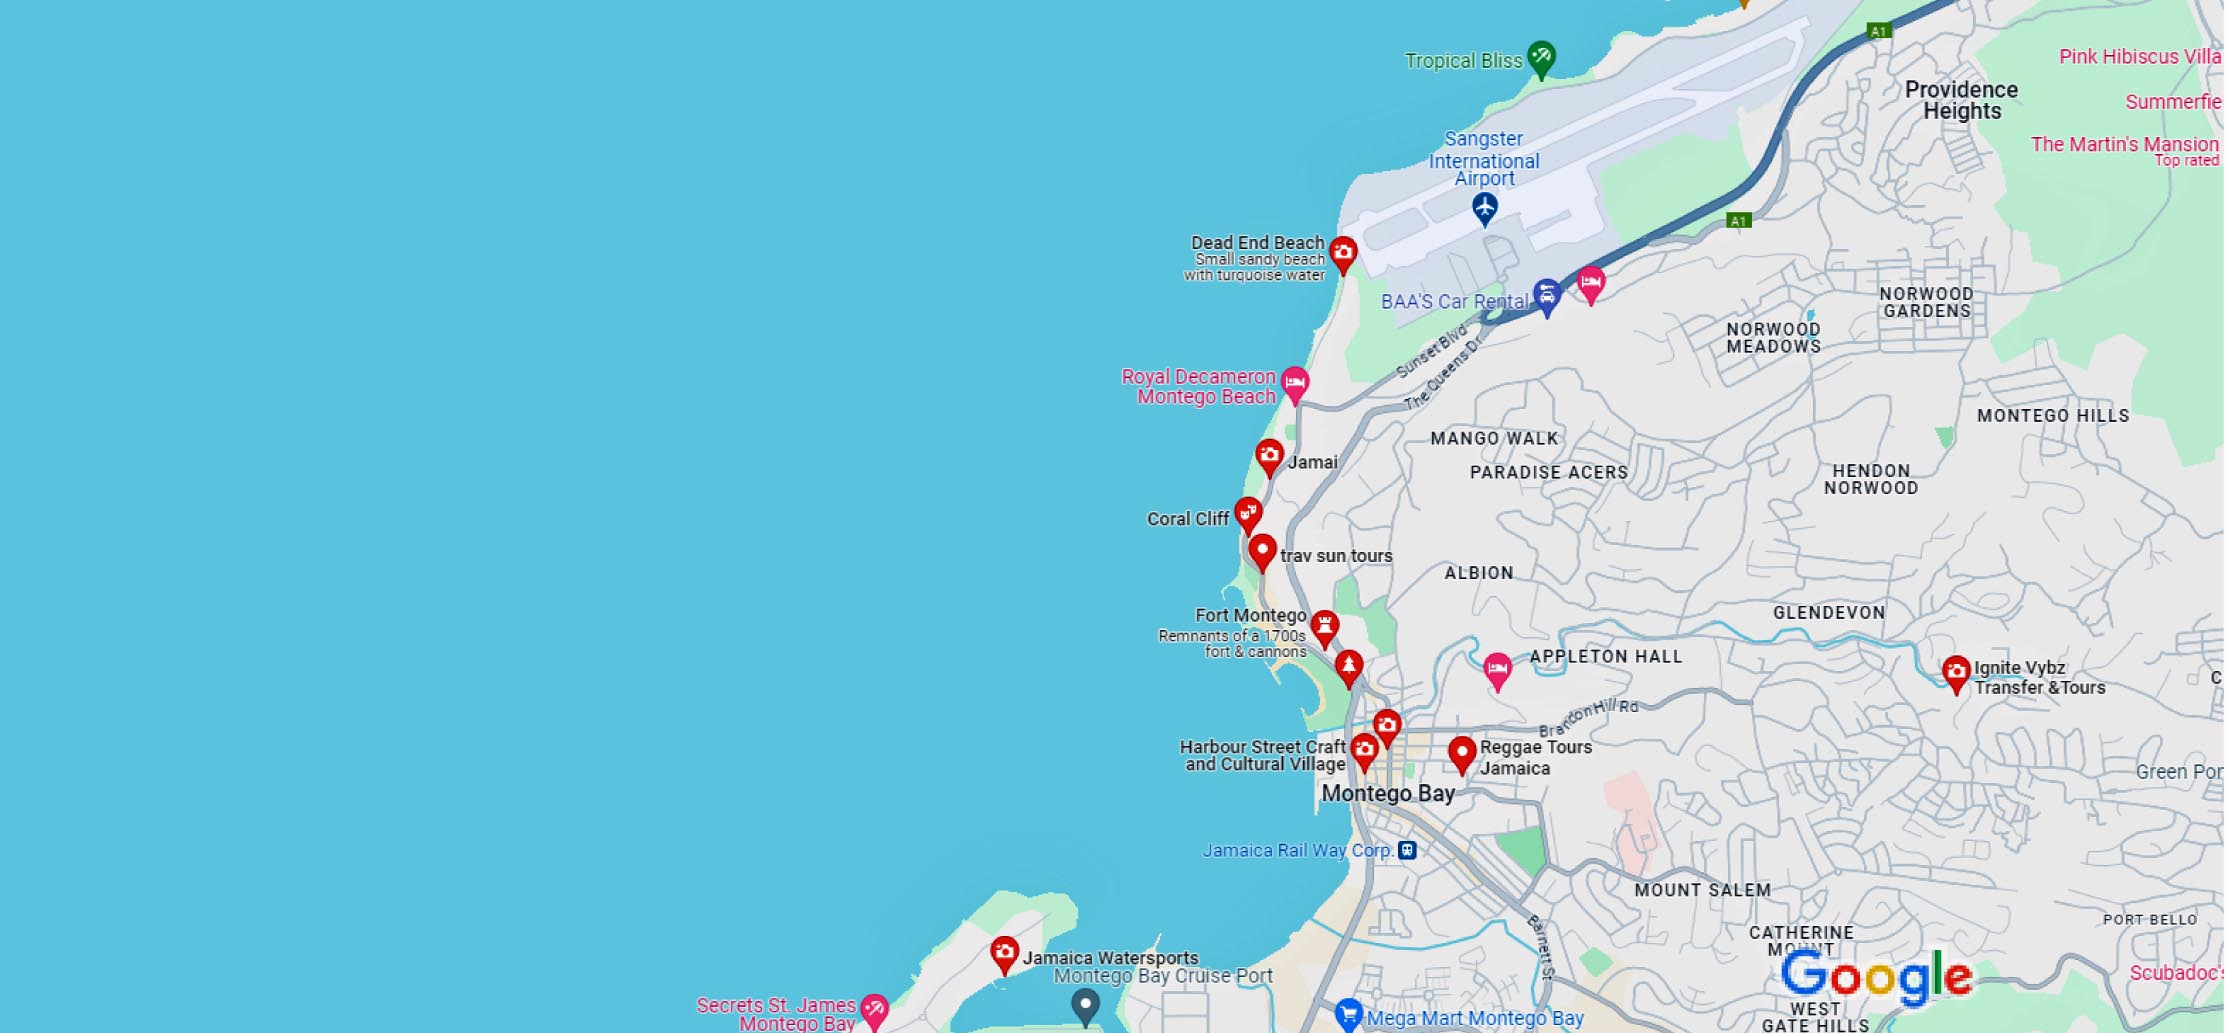 A1
Pink Hibiscus Villa
Tropical Bliss
Providence
Heights
Summerfie
Sangster
International
Airport
The Martin's Mansion
Top rated
A1
Dead End Beach
Small sandy beach
with turquoise water
BAA'S Car Rental
NORWOOD
GARDENS
NORWOOD
MEADOWS
Sunset Blvd
The Queens Dr
Royal Decameron
Montego Beach
MONTEGO HILLS
MANGO WALK
Jamai
PARADISE ACERS
HENDON
NORWOOD
Coral Cliff
trav sun tours
ALBION
Fort Montego
Remnants of a 1700s
fort & cannons
GLENDEVON
APPLETON HALL
Ignite Vybz
Transfer &Tours
C
Brandon Hill Rd
Harbour Street Craft
and Cultural Village
Reggae Tours
Jamaica
Green Por
Montego Bay
Jamaica Rail Way Corp.
MOUNT SALEM
PORT BELLO
Barnett St
CATHERINE
MOUNT
Jamaica Watersports
Montego Bay Cruise Port
Google
Scubadoc's
Secrets St. James
Montego Bay
Mega Mart Montego Bay
WEST
GATE HILLS